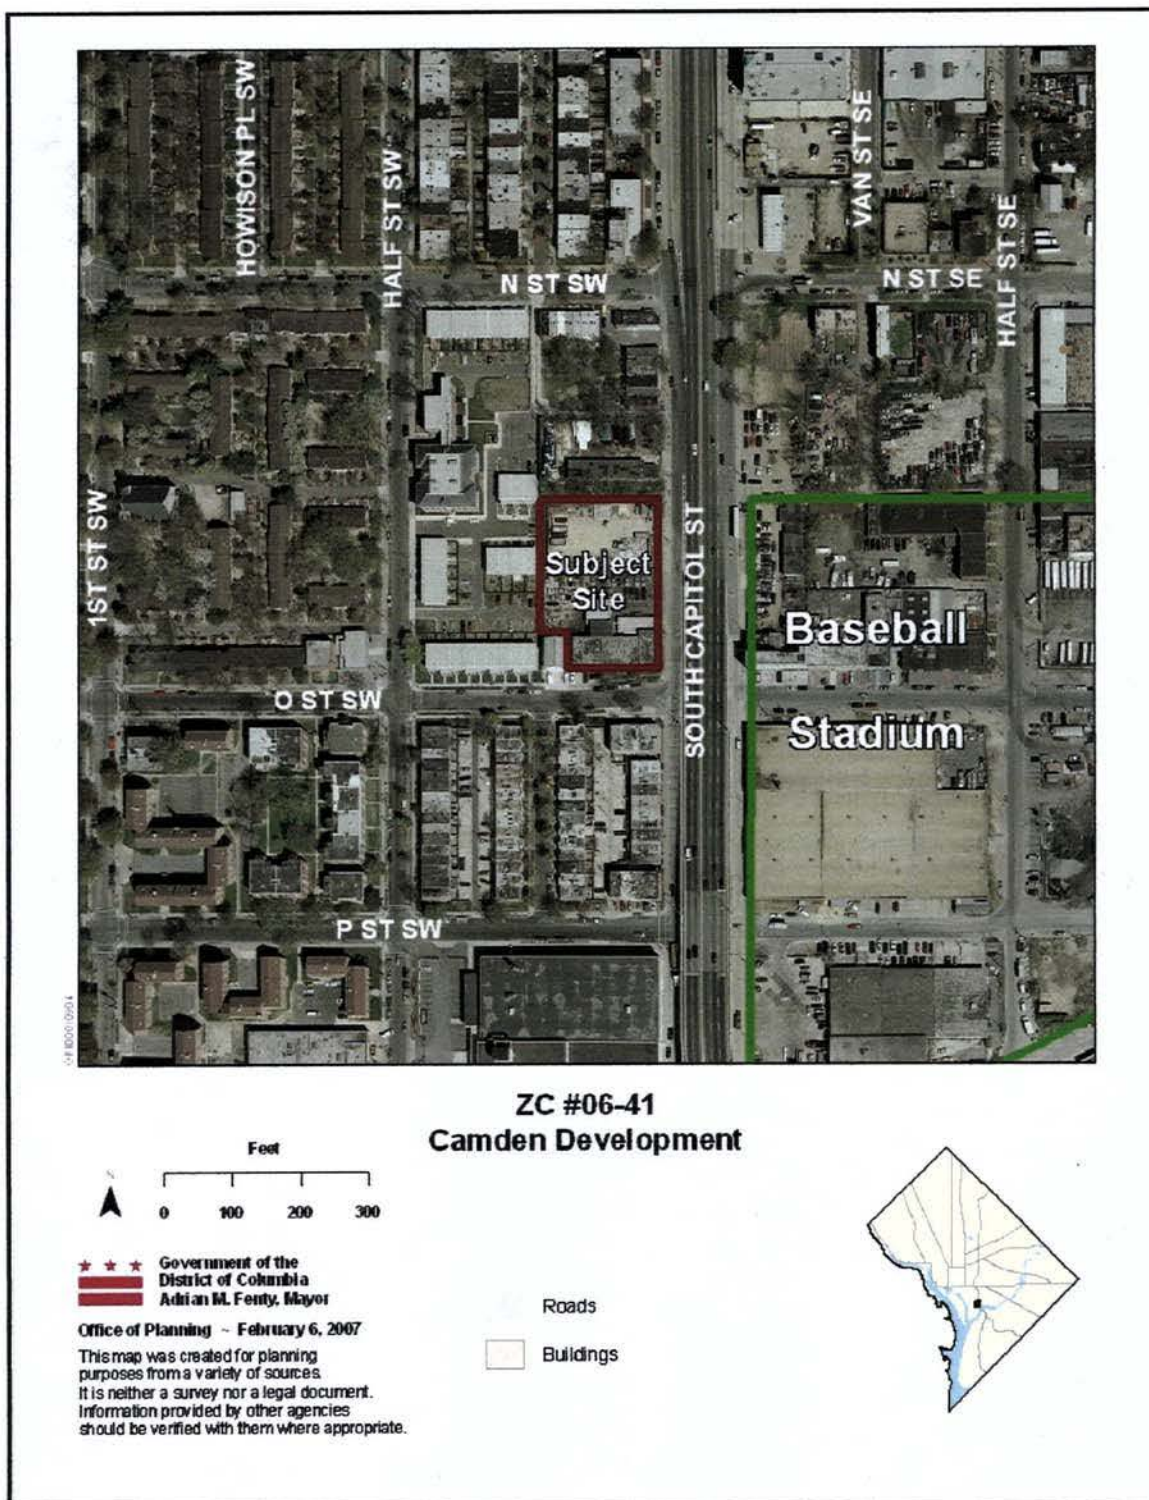 HOWISON PL SW
HALF ST SW
VAN ST SE
HALF ST SE
N ST SW
N ST SE
1ST ST SW
Subject
Site
SOUTH CAPITOL ST
Baseball
Stadium
O ST SW
P ST SW
ZC #06-41
Camden Development
Feet
N
0 100 200 300
Government of the
District of Columbia
Adrian M. Fenty, Mayor
Office of Planning ~ February 6, 2007
This map was created for planning
purposes from a variety of sources.
It is neither a survey nor a legal document.
Information provided by other agencies
should be verified with them where appropriate.
Roads
Buildings